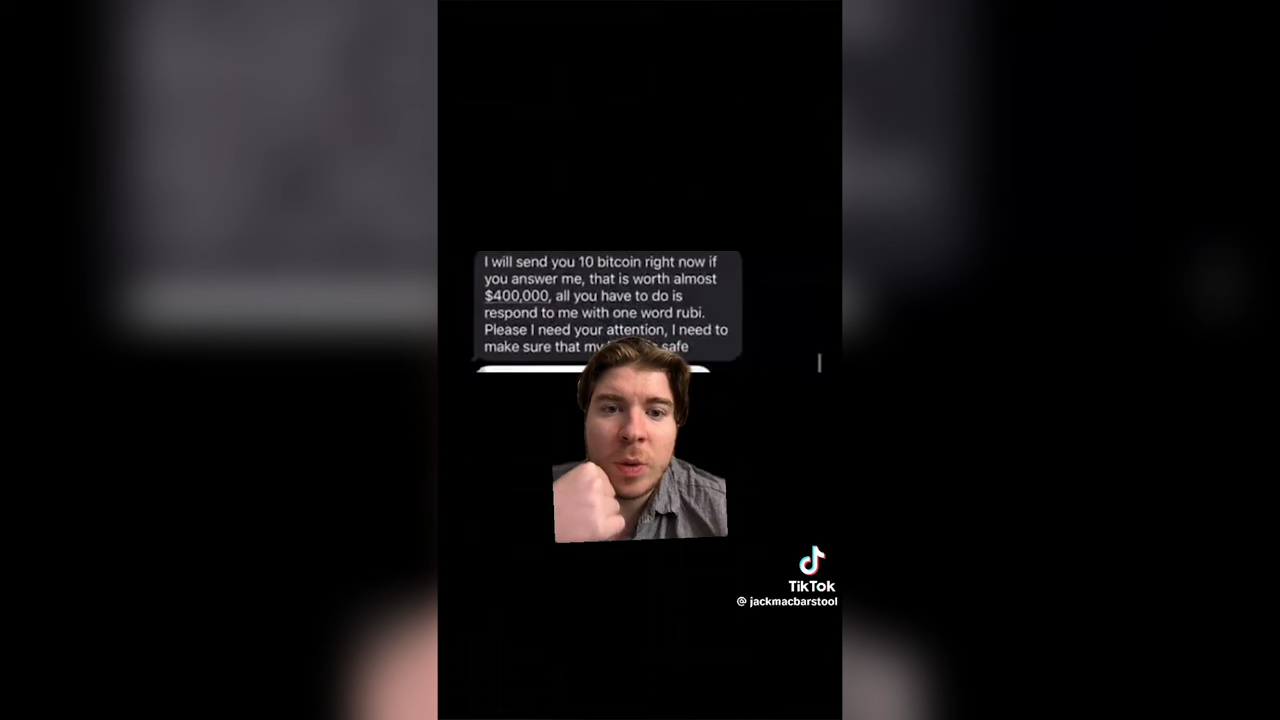 I will send you 10 bitcoin right now if
you answer me, that is worth almost
$400,000, all you have to do is
respond to me with one word rubi.
Please I need your attention, I need to
make sure that my safe
TikTok
@ jackmacbarstool